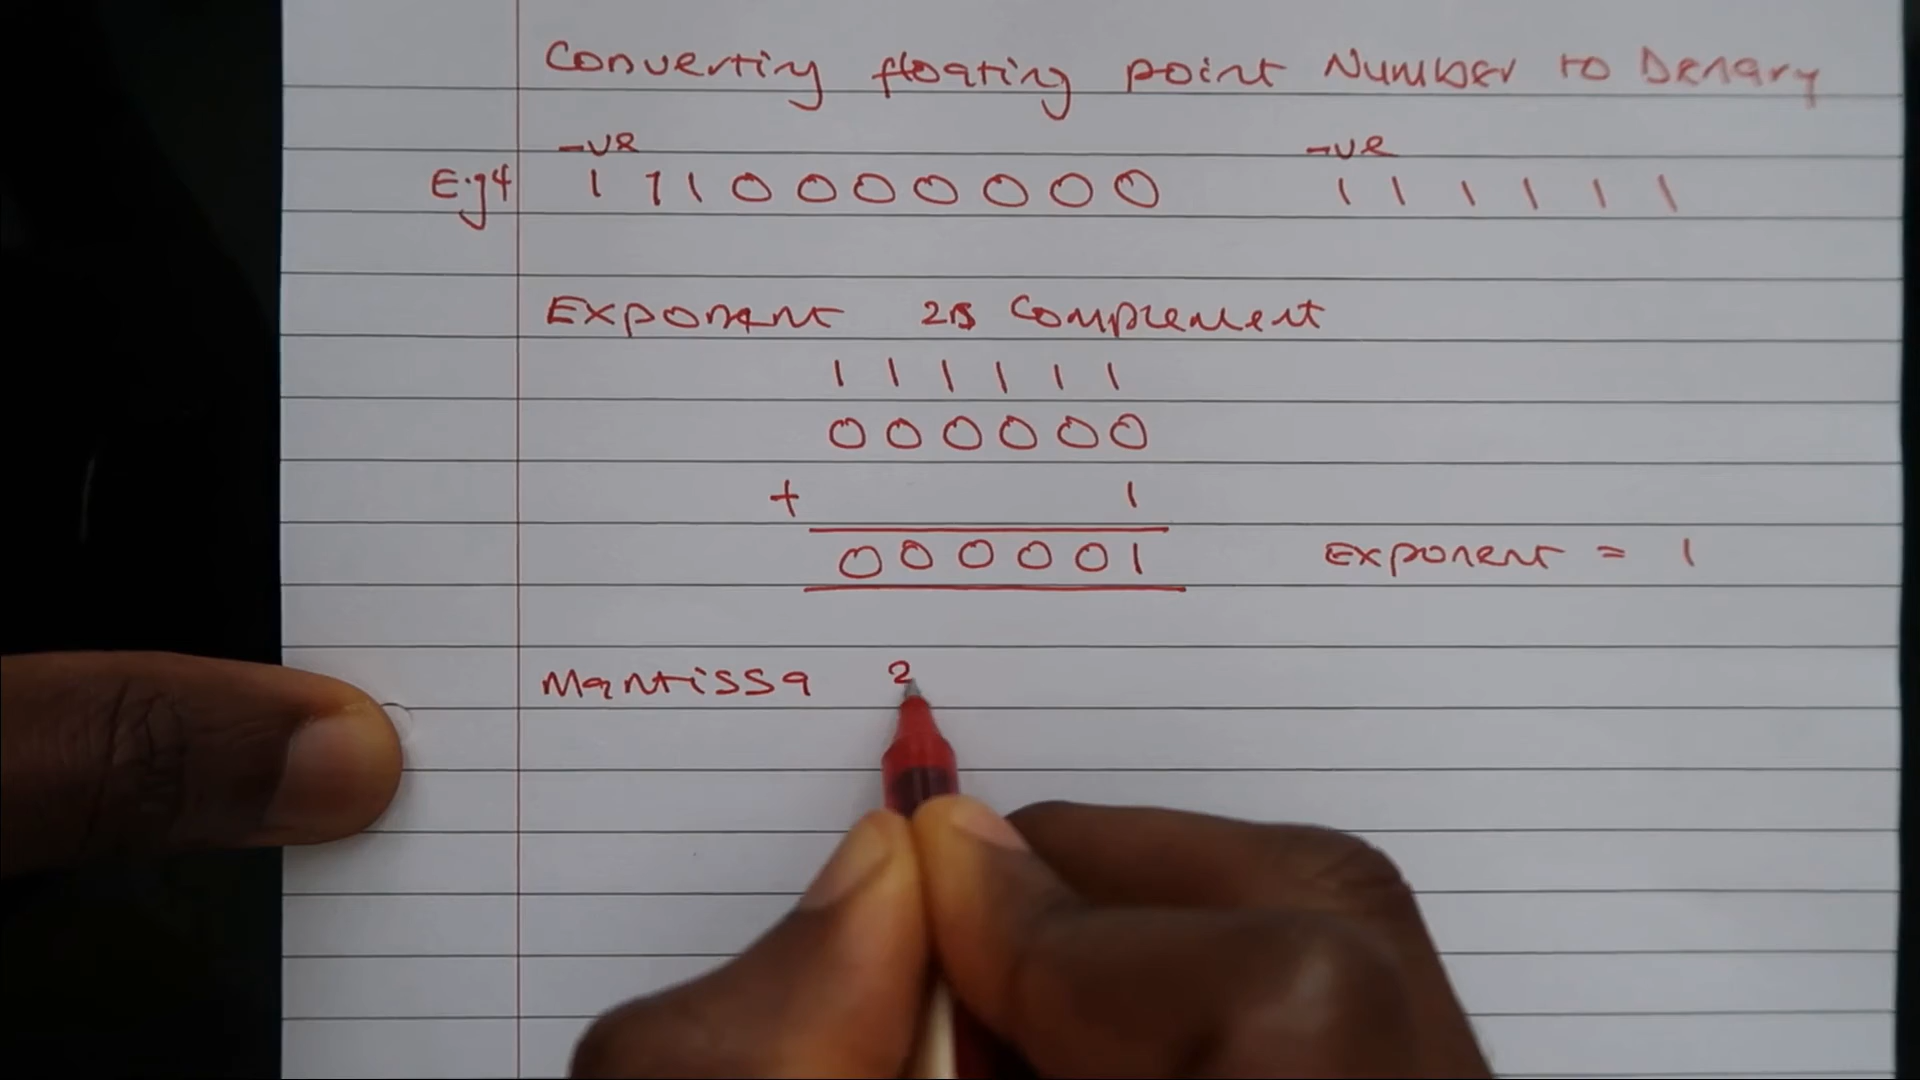 Converting floating point Number to Denary
-ve -ve
E.g4 1 1 1 0 0 0 0 0 0 0 1 1 1 1 1 1
Exponent 2s Complement
1 1 1 1 1 1
0 0 0 0 0 0
+ 1
0 0 0 0 0 1 Exponent = 1
Mantissa 2